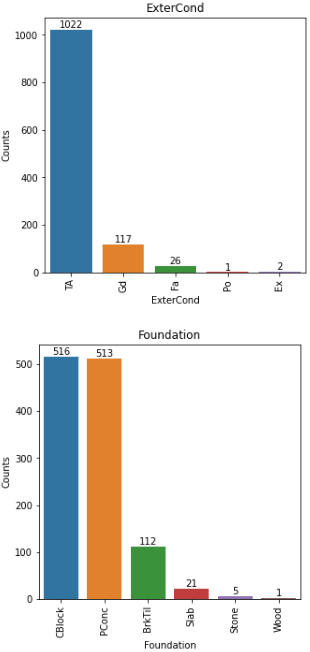 ExterCond
1022
1000
800
600
400
200
0
Counts
117
26
1
2
TA
Gd
Fa
Po
Ex
ExterCond
Foundation
516
513
500
400
300
200
100
0
Counts
112
21
5
1
CBlock
PConc
BrkTil
Slab
Stone
Wood
Foundation